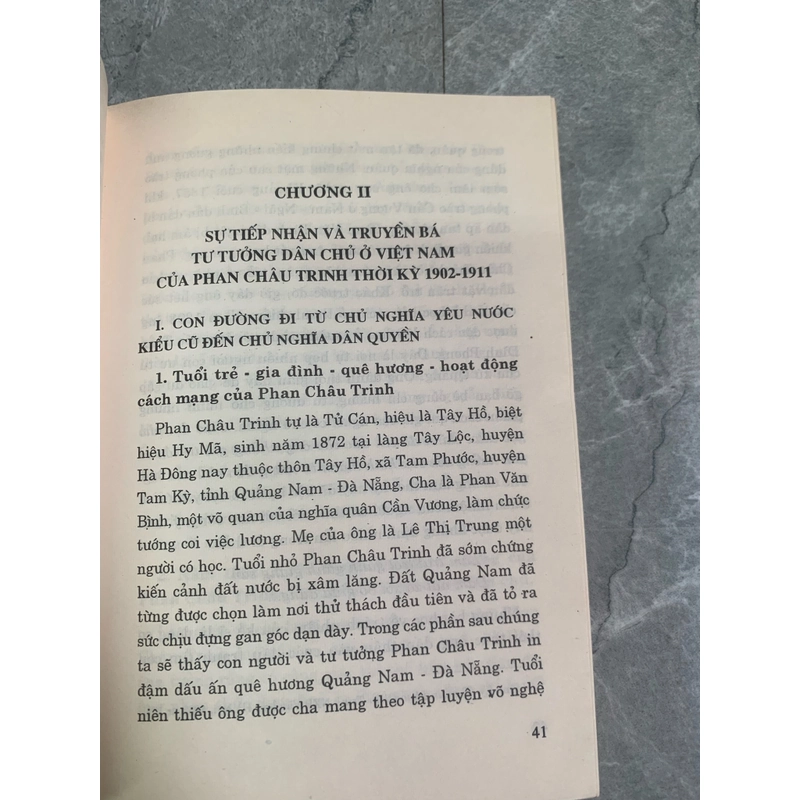 CHƯƠNG II
SỰ TIẾP NHẬN VÀ TRUYỀN BÁ
TƯ TƯỞNG DÂN CHỦ Ở VIỆT NAM
CỦA PHAN CHÂU TRINH THỜI KỲ 1902-1911
I. CON ĐƯỜNG ĐI TỪ CHỦ NGHĨA YÊU NƯỚC
KIỂU CŨ ĐẾN CHỦ NGHĨA DÂN QUYỀN
1. Tuổi trẻ - gia đình - quê hương - hoạt động
cách mạng của Phan Châu Trinh
Phan Châu Trinh tự là Tử Cán, hiệu là Tây Hồ, biệt
hiệu Hy Mã, sinh năm 1872 tại làng Tây Lộc, huyện
Hà Đông nay thuộc thôn Tây Hồ, xã Tam Phước, huyện
Tam Kỳ, tỉnh Quảng Nam - Đà Nẵng, Cha là Phan Văn
Bình, một võ quan của nghĩa quân Cần Vương, làm chức
tướng coi việc lương. Mẹ của ông là Lê Thị Trung một
người có học. Tuổi nhỏ Phan Châu Trinh đã sớm chứng
kiến cảnh đất nước bị xâm lăng. Đất Quảng Nam đã
từng được chọn làm nơi thử thách đầu tiên và đã tỏ ra
sức chịu đựng gan góc dạn dày. Trong các phần sau chúng
ta sẽ thấy con người và tư tưởng Phan Châu Trinh in
đậm dấu ấn quê hương Quảng Nam - Đà Nẵng. Tuổi
niên thiếu ông được cha mang theo tập luyện võ nghệ
41